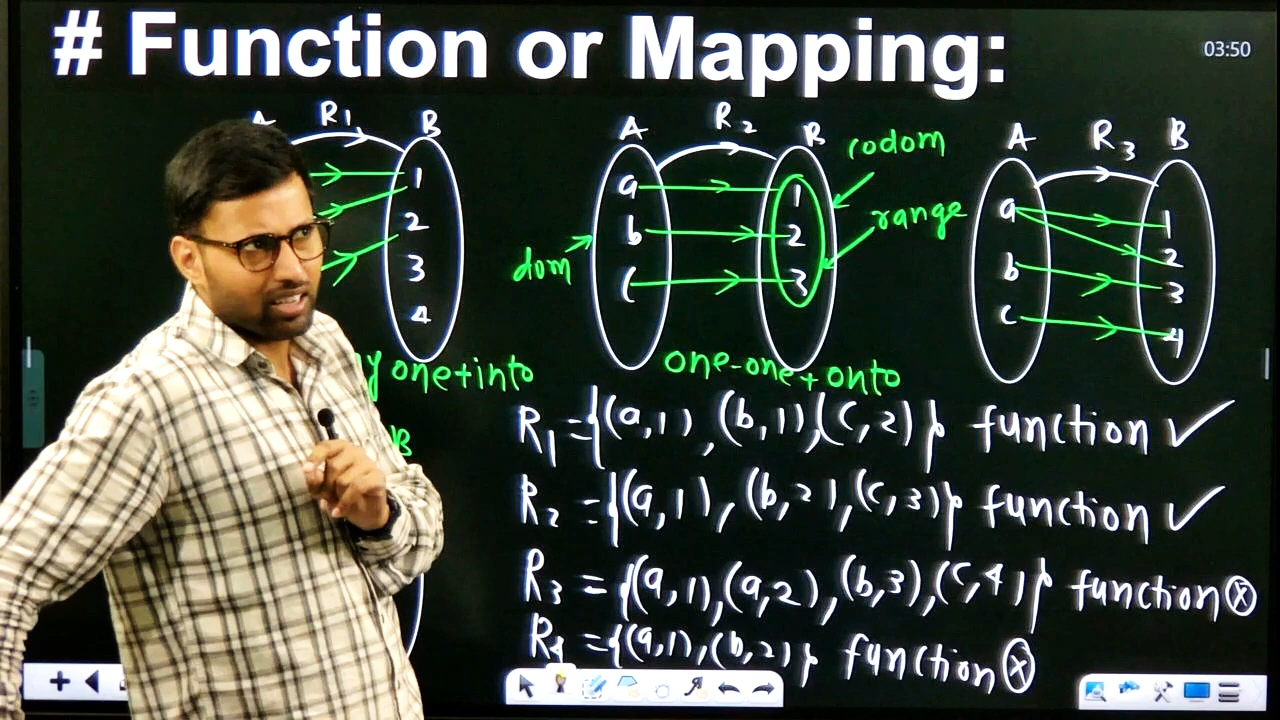 # Function or Mapping:
03:50
A R₁ B
1
2
3
4
A R₂ B
a 1
b 2
c 3
dom
codom
range
A R₃ B
a 1
b 2
c 3
4
one+into
one-one+onto
R₁ = {(a,1), (b,1), (c,2)} function ✓
R₂ = {(a,1), (b,2), (c,3)} function ✓
R₃ = {(a,1), (a,2), (b,3), (c,4)} function ⊗
R₄ = {(a,1), (b,2)} function ⊗